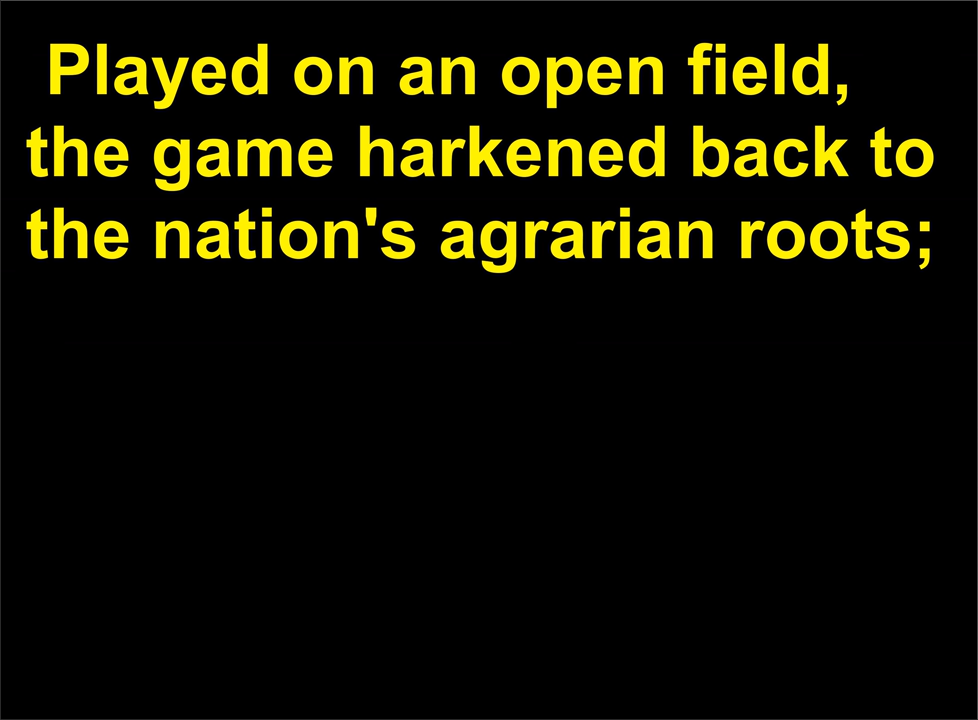 Played on an open field,
the game harkened back to
the nation's agrarian roots;